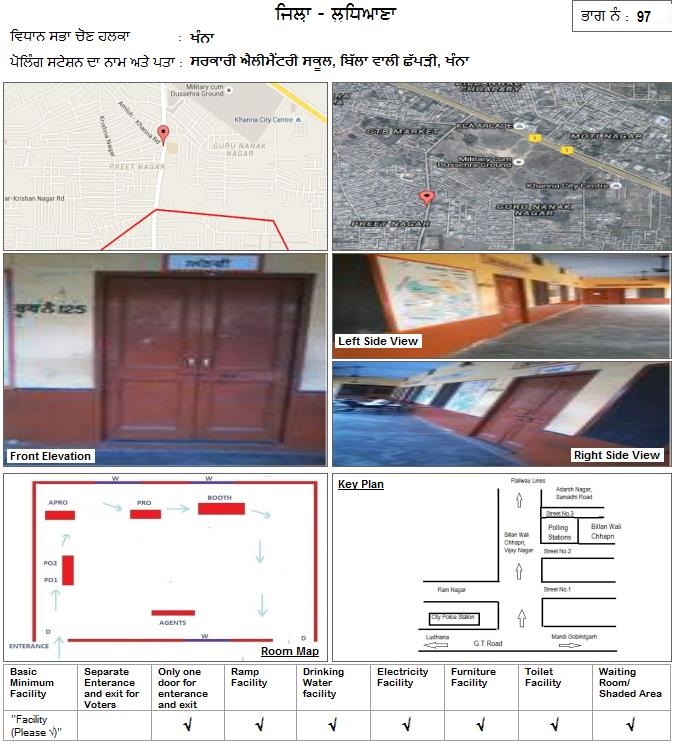 ਜਿਲ੍ਹਾ - ਲੁਧਿਆਣਾ
ਭਾਗ ਨੰ : 97
ਵਿਧਾਨ ਸਭਾ ਚੋਣ ਹਲਕਾ : ਖੰਨਾ
ਪੋਲਿੰਗ ਸਟੇਸ਼ਨ ਦਾ ਨਾਮ ਅਤੇ ਪਤਾ : ਸਰਕਾਰੀ ਐਲੀਮੈਂਟਰੀ ਸਕੂਲ, ਬਿੱਲਾ ਵਾਲੀ ਛੱਪੜੀ, ਖੰਨਾ
Military cum
Dussehra Ground
Amloh - Khanna Rd
Krishna Nagar
Khanna City Centre
GURU NANAK
NAGAR
PREET NAGAR
ar-Krishan Nagar Rd
CHHAPARY
GTB MARKET
KLA ARCADE
1
MOTI NAGAR
1
Military cum
Dussehra Ground
Khanna City Centre
GURU NANAK
NAGAR
PREET NAGAR
ਬੂਥ ਨੰ 125
Front Elevation
Left Side View
Right Side View
W W
APRO PRO BOOTH
PO2
PO1
AGENTS
D W D
ENTERANCE
Room Map
Key Plan
Railway Lines
Adarsh Nagar,
Samadhi Road
Street No.3
Billan Wali
Chhapri,
Vijay Nagar
Polling
Stations
Billan Wali
Chhapri
Street No.2
Street No.1
Ram Nagar
City Police Station
Ludhana
G.T Road
Mandi Gobindgarh
Basic
Minimum
Facility
Separate
Enterance
and exit for
Voters
Only one
door for
enterance
and exit
Ramp
Facility
Drinking
Water
facility
Electricity
Facility
Furniture
Facility
Toilet
Facility
Waiting
Room/
Shaded Area
"Facility
(Please √)"
√ √ √ √ √ √ √